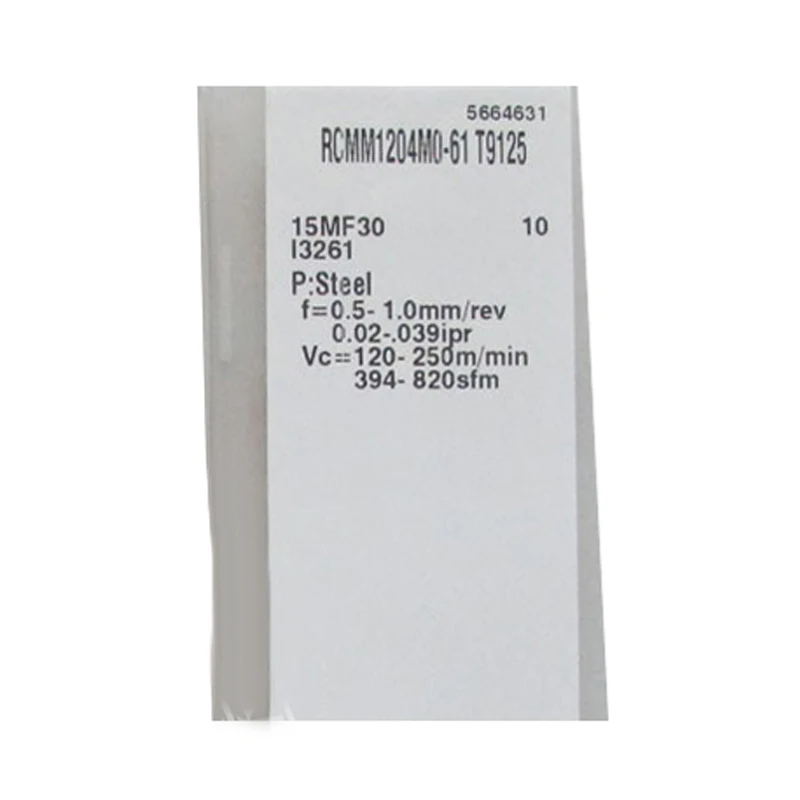 5664631
RCMM1204M0-61 T9125
15MF30 10
I3261
P:Steel
f=0.5- 1.0mm/rev
0.02-.039ipr
Vc=120- 250m/min
394- 820sfm